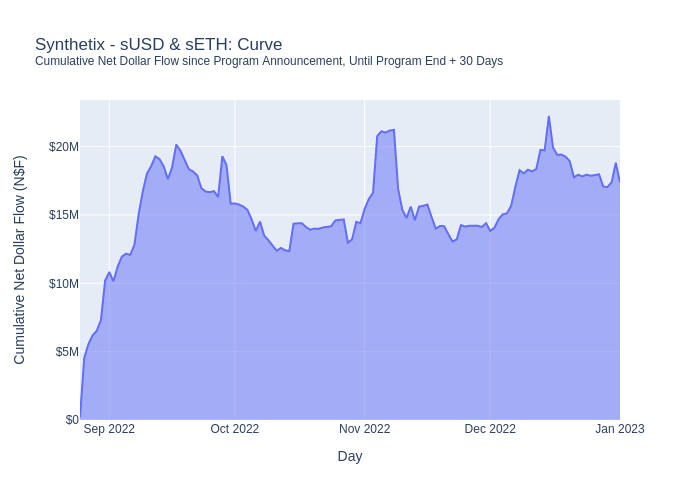 Synthetix - sUSD & sETH: Curve
Cumulative Net Dollar Flow since Program Announcement, Until Program End + 30 Days
Cumulative Net Dollar Flow (N$F)
$20M
$15M
$10M
$5M
$0
Sep 2022
Oct 2022
Nov 2022
Dec 2022
Jan 2023
Day